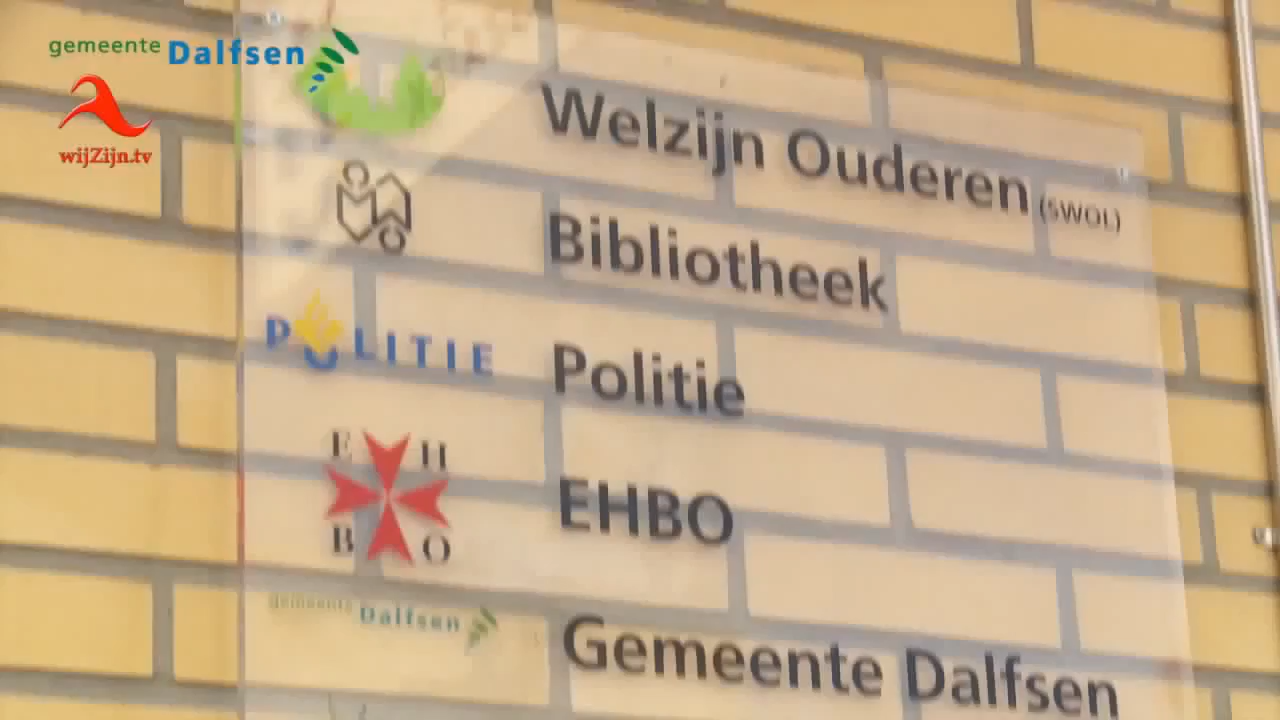 gemeente Dalfsen
wijZijn.tv
Welzijn Ouderen (SWOL)
Bibliotheek
POLITIE Politie
E H
B O
EHBO
gemeente Dalfsen
Gemeente Dalfsen